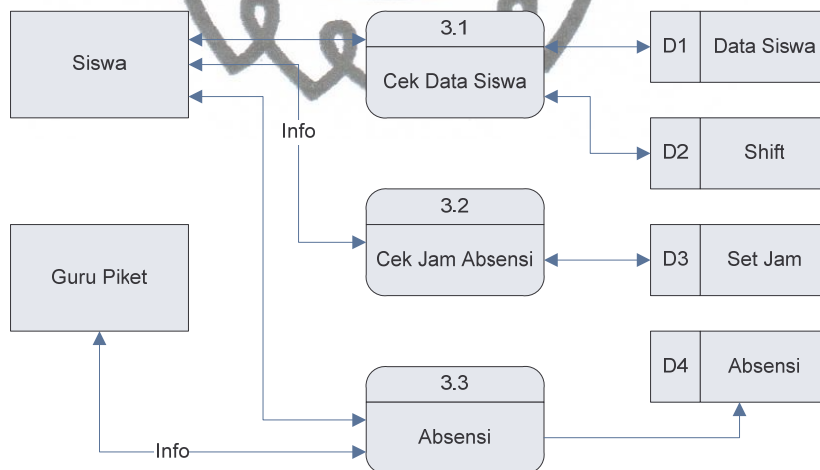 Siswa
3.1
Cek Data Siswa
D1 Data Siswa
Info
D2 Shift
3.2
Cek Jam Absensi
D3 Set Jam
Guru Piket
D4 Absensi
3.3
Absensi
Info